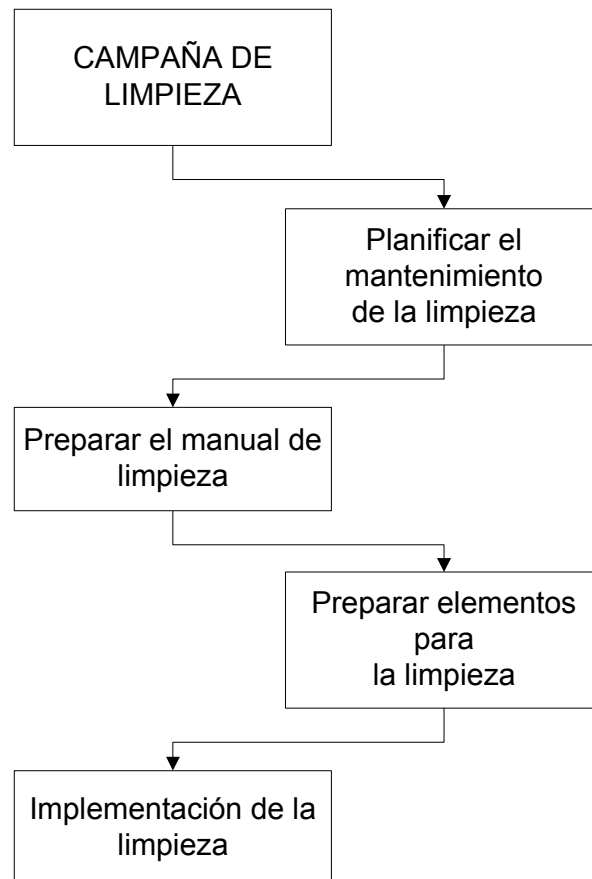 CAMPAÑA DE
LIMPIEZA
Planificar el
mantenimiento
de la limpieza
Preparar el manual de
limpieza
Preparar elementos
para
la limpieza
Implementación de la
limpieza